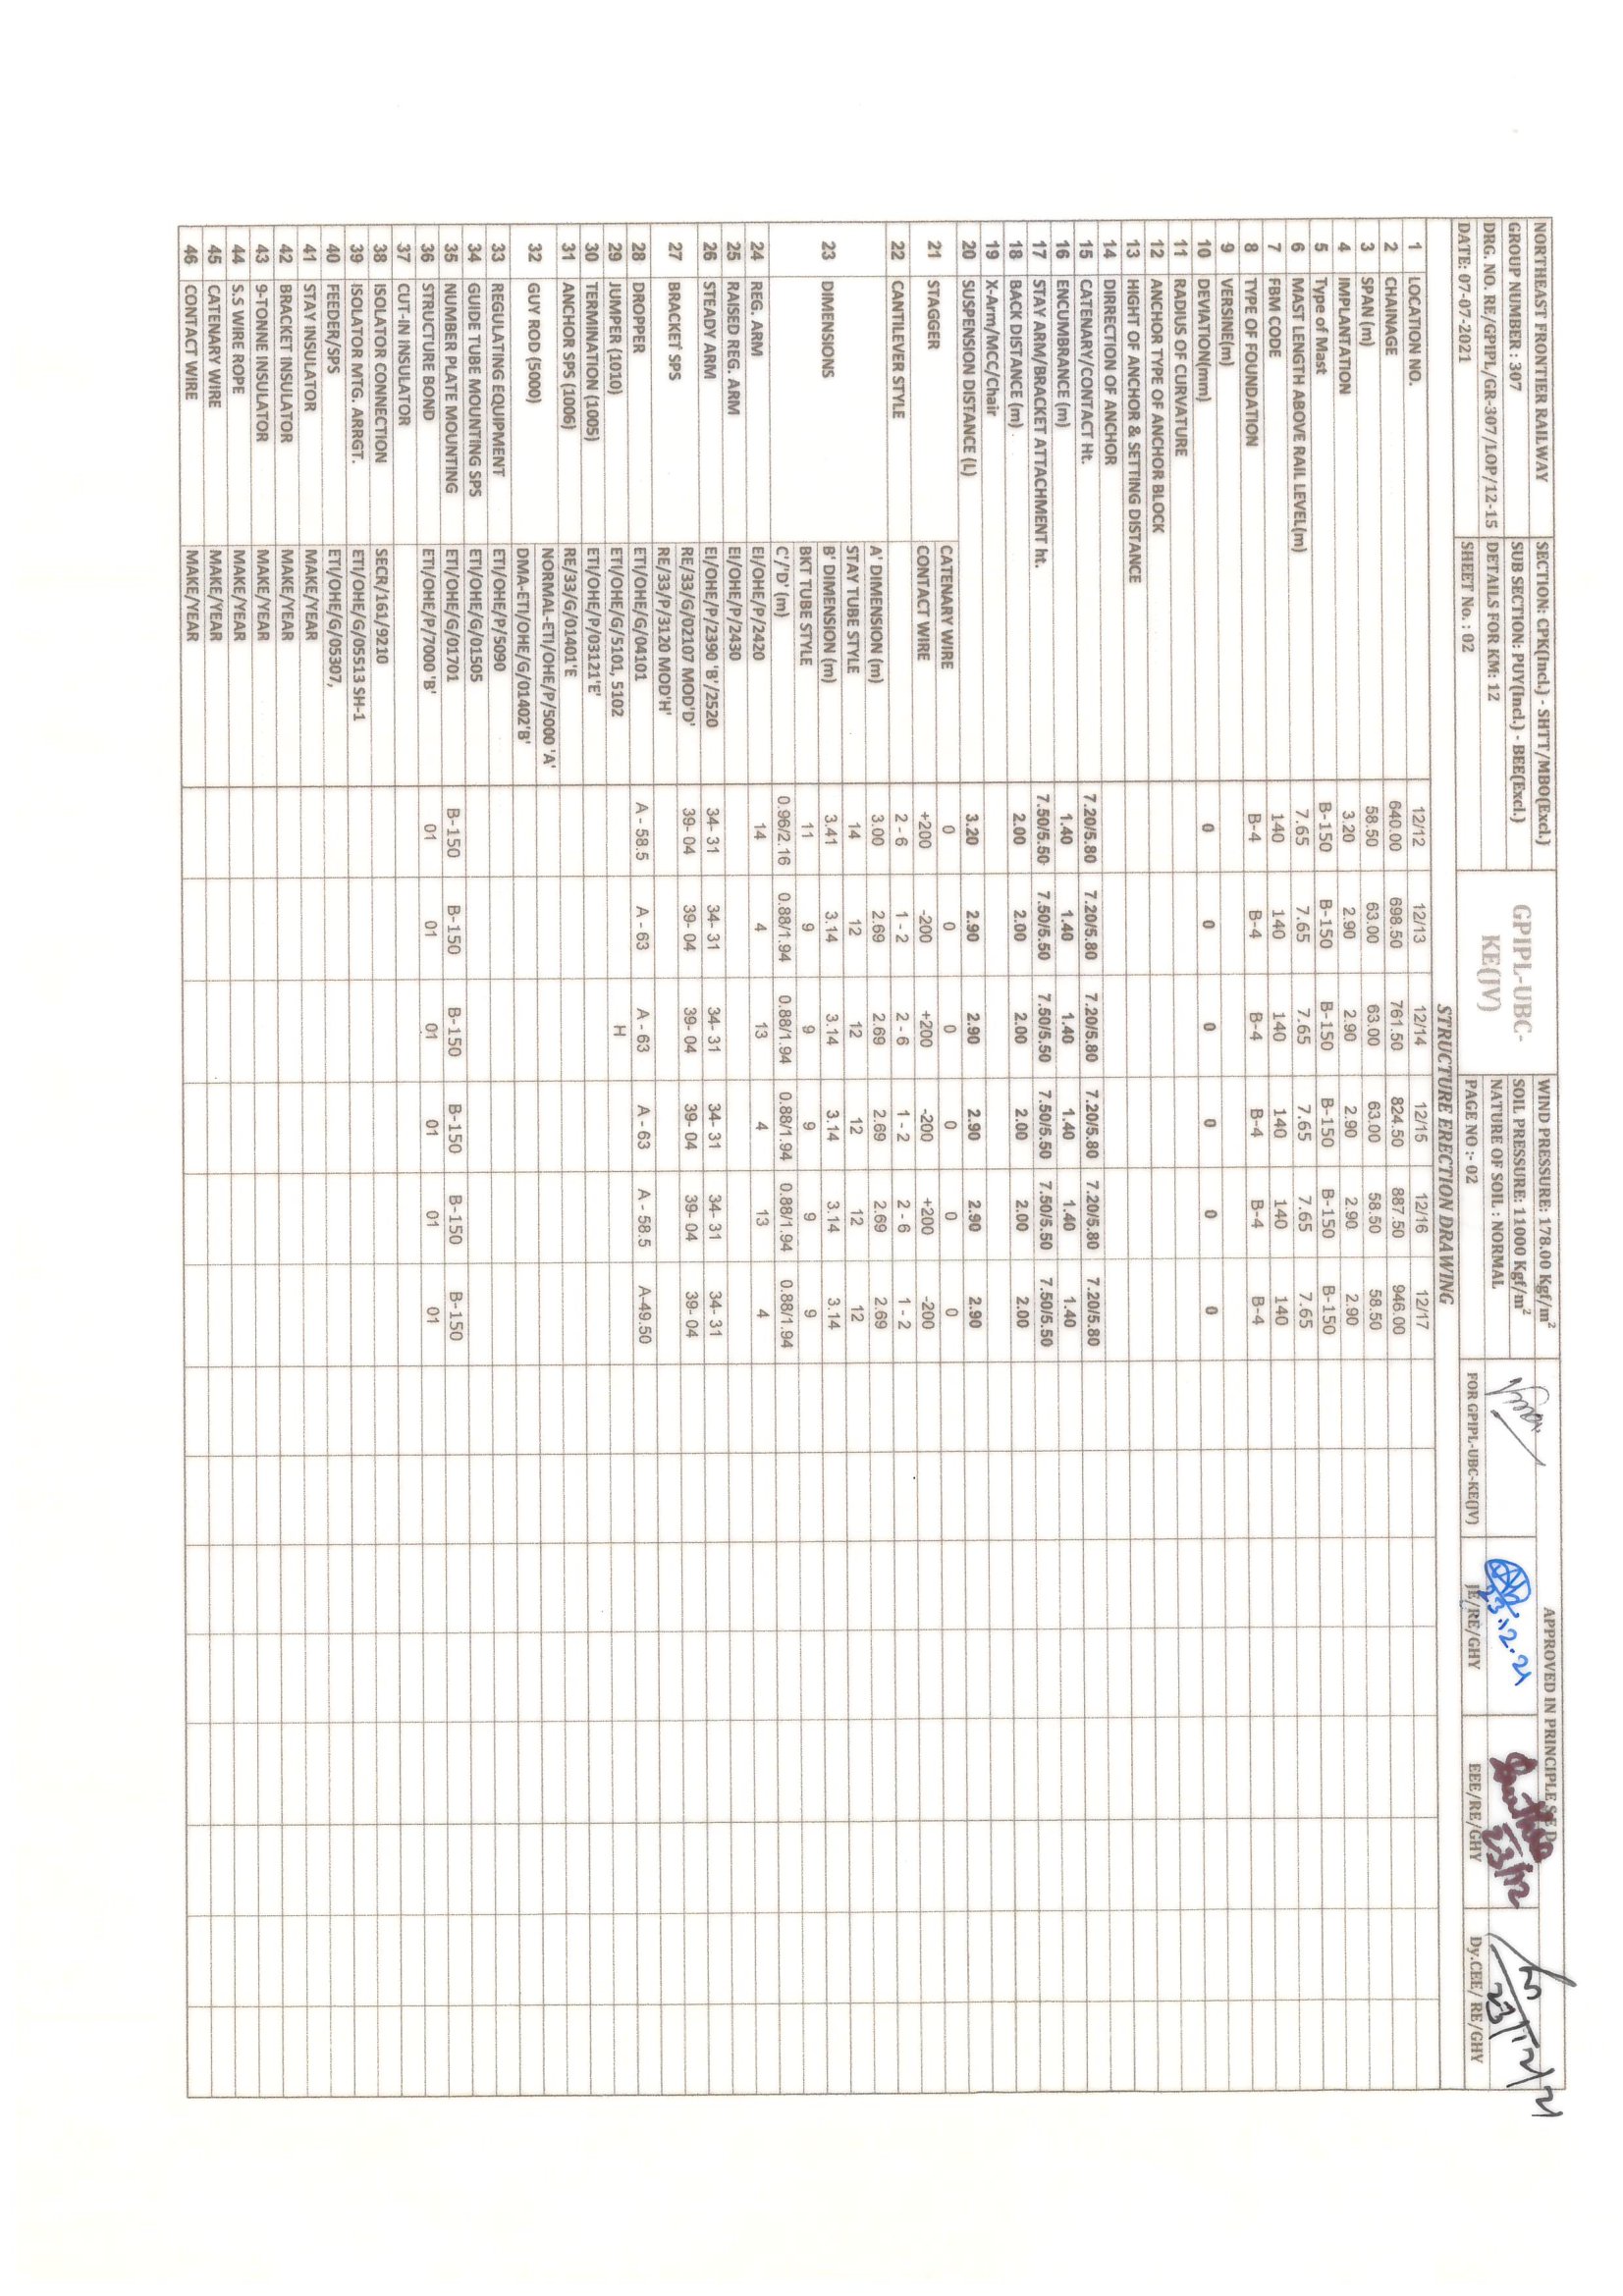 NORTHEAST FRONTIER RAILWAY SECTION: CPK(Incl.) - SHTT/MBO(Excl.) GPIPL-UBC-KE(JV) WIND PRESSURE: 178.00 Kgf/m² APPROVED IN PRINCIPLE
GROUP NUMBER : 307 SUB SECTION: PUY(Incl.) - BEE(Excl.) SOIL PRESSURE: 11000 Kgf/m² 23.12.21 23/12 23/12/21
DRG. NO. RE/GPIPL/GR-307/LOP/12-15 DETAILS FOR KM: 12 NATURE OF SOIL : NORMAL
DATE: 07-07-2021 SHEET No. : 02 PAGE NO :- 02 FOR GPIPL-UBC-KE(JV) JE/RE/GHY EEE/RE/GHY Dy.CEE/ RE/GHY
STRUCTURE ERECTION DRAWING
1 LOCATION NO. 12/12 12/13 12/14 12/15 12/16 12/17
2 CHAINAGE 640.00 698.50 761.50 824.50 887.50 946.00
3 SPAN (m) 58.50 63.00 63.00 63.00 58.50 58.50
4 IMPLANTATION 3.20 2.90 2.90 2.90 2.90 2.90
5 Type of Mast B-150 B-150 B-150 B-150 B-150 B-150
6 MAST LENGTH ABOVE RAIL LEVEL(m) 7.65 7.65 7.65 7.65 7.65 7.65
7 FBM CODE 140 140 140 140 140 140
8 TYPE OF FOUNDATION B-4 B-4 B-4 B-4 B-4 B-4
9 VERSINE(m)
10 DEVIATION(mm) 0 0 0 0 0 0
11 RADIUS OF CURVATURE
12 ANCHOR TYPE OF ANCHOR BLOCK
13 HIGHT OF ANCHOR & SETTING DISTANCE
14 DIRRECTION OF ANCHOR
15 CATENARY/CONTACT Ht. 7.20/5.80 7.20/5.80 7.20/5.80 7.20/5.80 7.20/5.80 7.20/5.80
16 ENCUMBRANCE (m) 1.40 1.40 1.40 1.40 1.40 1.40
17 STAY ARM/BRACKET ATTACHMENT ht. 7.50/5.50 7.50/5.50 7.50/5.50 7.50/5.50 7.50/5.50 7.50/5.50
18 BACK DISTANCE (m) 2.00 2.00 2.00 2.00 2.00 2.00
19 X-Arm/MCC/Chair
20 SUSPENSION DISTANCE (L) 3.20 2.90 2.90 2.90 2.90 2.90
21 STAGGER CATENARY WIRE 0 0 0 0 0 0
CONTACT WIRE +200 -200 +200 -200 +200 -200
22 CANTILEVER STYLE 2 - 6 1 - 2 2 - 6 1 - 2 2 - 6 1 - 2
23 DIMENSIONS A' DIMENSION (m) 3.00 2.69 2.69 2.69 2.69 2.69
STAY TUBE STYLE 14 12 12 12 12 12
B' DIMENSION (m) 3.41 3.14 3.14 3.14 3.14 3.14
BKT TUBE STYLE 11 9 9 9 9 9
C'/'D' (m) 0.96/2.16 0.88/1.94 0.88/1.94 0.88/1.94 0.88/1.94 0.88/1.94
24 REG. ARM EI/OHE/P/2420 14 4 13 4 13 4
25 RAISED REG. ARM EI/OHE/P/2430
26 STEADY ARM EI/OHE/P/2390 'B'/2520 34- 31 34- 31 34- 31 34- 31 34- 31 34- 31
27 BRACKET SPS RE/33/G/02107 MOD'D' 39- 04 39- 04 39- 04 39- 04 39- 04 39- 04
RE/33/P/3120 MOD'H'
28 DROPPER ETI/OHE/G/04101 A - 58.5 A - 63 A - 63 A - 63 A - 58.5 A-49.50
29 JUMPER (1010) ETI/OHE/G/5101, 5102 H
30 TERMINATION (1005) ETI/OHE/P/03121'E'
31 ANCHOR SPS (1006) RE/33/G/01401'E
32 GUY ROD (5000) NORMAL-ETI/OHE/P/5000 'A'
DMA-ETI/OHE/G/01402'B'
33 REGULATING EQUIPMENT ETI/OHE/P/5090
34 GUIDE TUBE MOUNTING SPS ETI/OHE/G/01505
35 NUMBER PLATE MOUNTING ETI/OHE/G/01701 B-150 B-150 B-150 B-150 B-150 B-150
36 STRUCTURE BOND ETI/OHE/P/7000 'B' 01 01 01 01 01 01
37 CUT-IN INSULATOR
38 ISOLATOR CONNECTION SECR/161/9210
39 ISOLATOR MTG. ARRGT. ETI/OHE/G/05513 SH-1
40 FEEDER/SPS ETI/OHE/G/05307,
41 STAY INSULATOR MAKE/YEAR
42 BRACKET INSULATOR MAKE/YEAR
43 9-TONNE INSULATOR MAKE/YEAR
44 S.S WIRE ROPE MAKE/YEAR
45 CATENARY WIRE MAKE/YEAR
46 CONTACT WIRE MAKE/YEAR